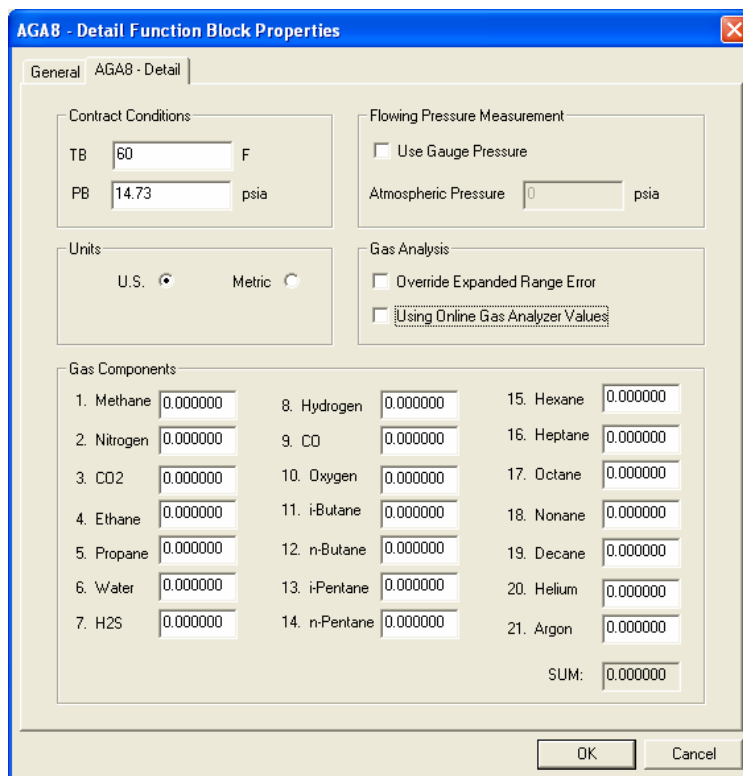 AGA8 - Detail Function Block Properties
General
AGA8 - Detail
Contract Conditions
TB 60 F
PB 14.73 psia
Flowing Pressure Measurement
Use Gauge Pressure
Atmospheric Pressure 0 psia
Units
U.S. Metric
Gas Analysis
Override Expanded Range Error
Using Online Gas Analyzer Values
Gas Components
1. Methane 0.000000
2. Nitrogen 0.000000
3. CO2 0.000000
4. Ethane 0.000000
5. Propane 0.000000
6. Water 0.000000
7. H2S 0.000000
8. Hydrogen 0.000000
9. CO 0.000000
10. Oxygen 0.000000
11. i-Butane 0.000000
12. n-Butane 0.000000
13. i-Pentane 0.000000
14. n-Pentane 0.000000
15. Hexane 0.000000
16. Heptane 0.000000
17. Octane 0.000000
18. Nonane 0.000000
19. Decane 0.000000
20. Helium 0.000000
21. Argon 0.000000
SUM: 0.000000
OK Cancel